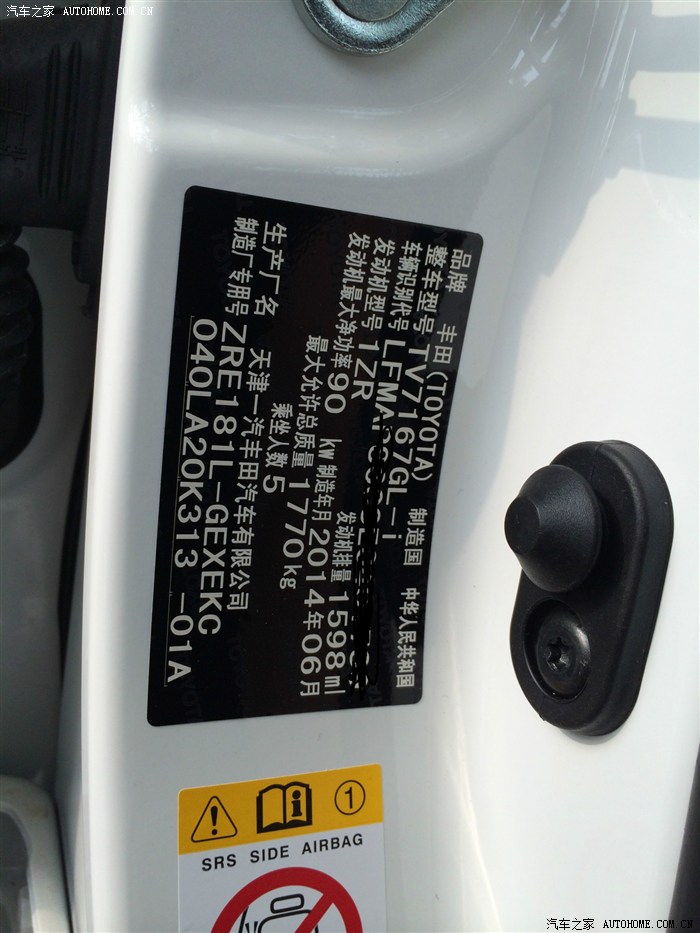 汽车之家 AUTOHOME.COM.CN
品牌 丰田(TOYOTA) 制造国 中华人民共和国
整车型号 TV7167GL-i
车辆识别代号 LFMA
发动机型号 1ZR 发动机排量 1598ml
发动机最大净功率 90 kw 制造年月 2014年06月
最大允许总质量 1770kg
乘坐人数 5
生产厂名 天津一汽丰田汽车有限公司
制造厂专用号 ZRE181L-GEXEKC
040LA20K313 -01A
1
SRS SIDE AIRBAG
汽车之家 AUTOHOME.COM.CN